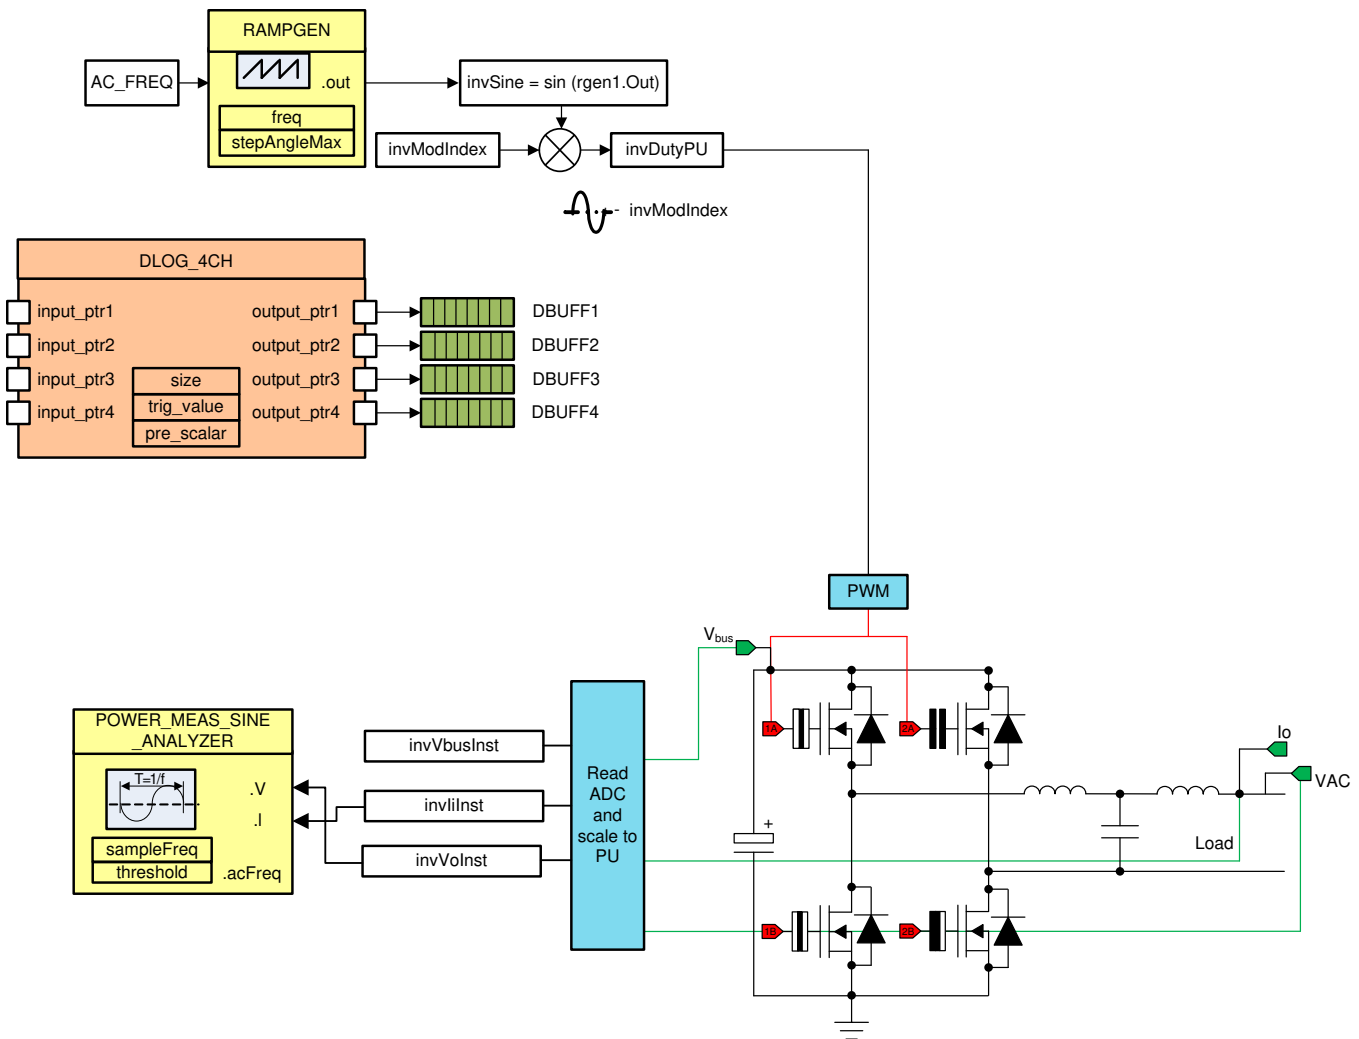 RAMPGEN
AC_FREQ
.out
invSine = sin (rgen1.Out)
freq
stepAngleMax
invModIndex
invDutyPU
invModIndex
DLOG_4CH
input_ptr1
output_ptr1
DBUFF1
input_ptr2
output_ptr2
DBUFF2
input_ptr3
size
output_ptr3
DBUFF3
input_ptr4
trig_value
output_ptr4
DBUFF4
pre_scalar
PWM
Vbus
POWER_MEAS_SINE
_ANALYZER
T=1/f
.V
.I
sampleFreq
threshold
.acFreq
invVbusInst
invIiInst
invVoInst
Read
ADC
and
scale to
PU
1A
2A
Io
VAC
+
Load
1B
2B